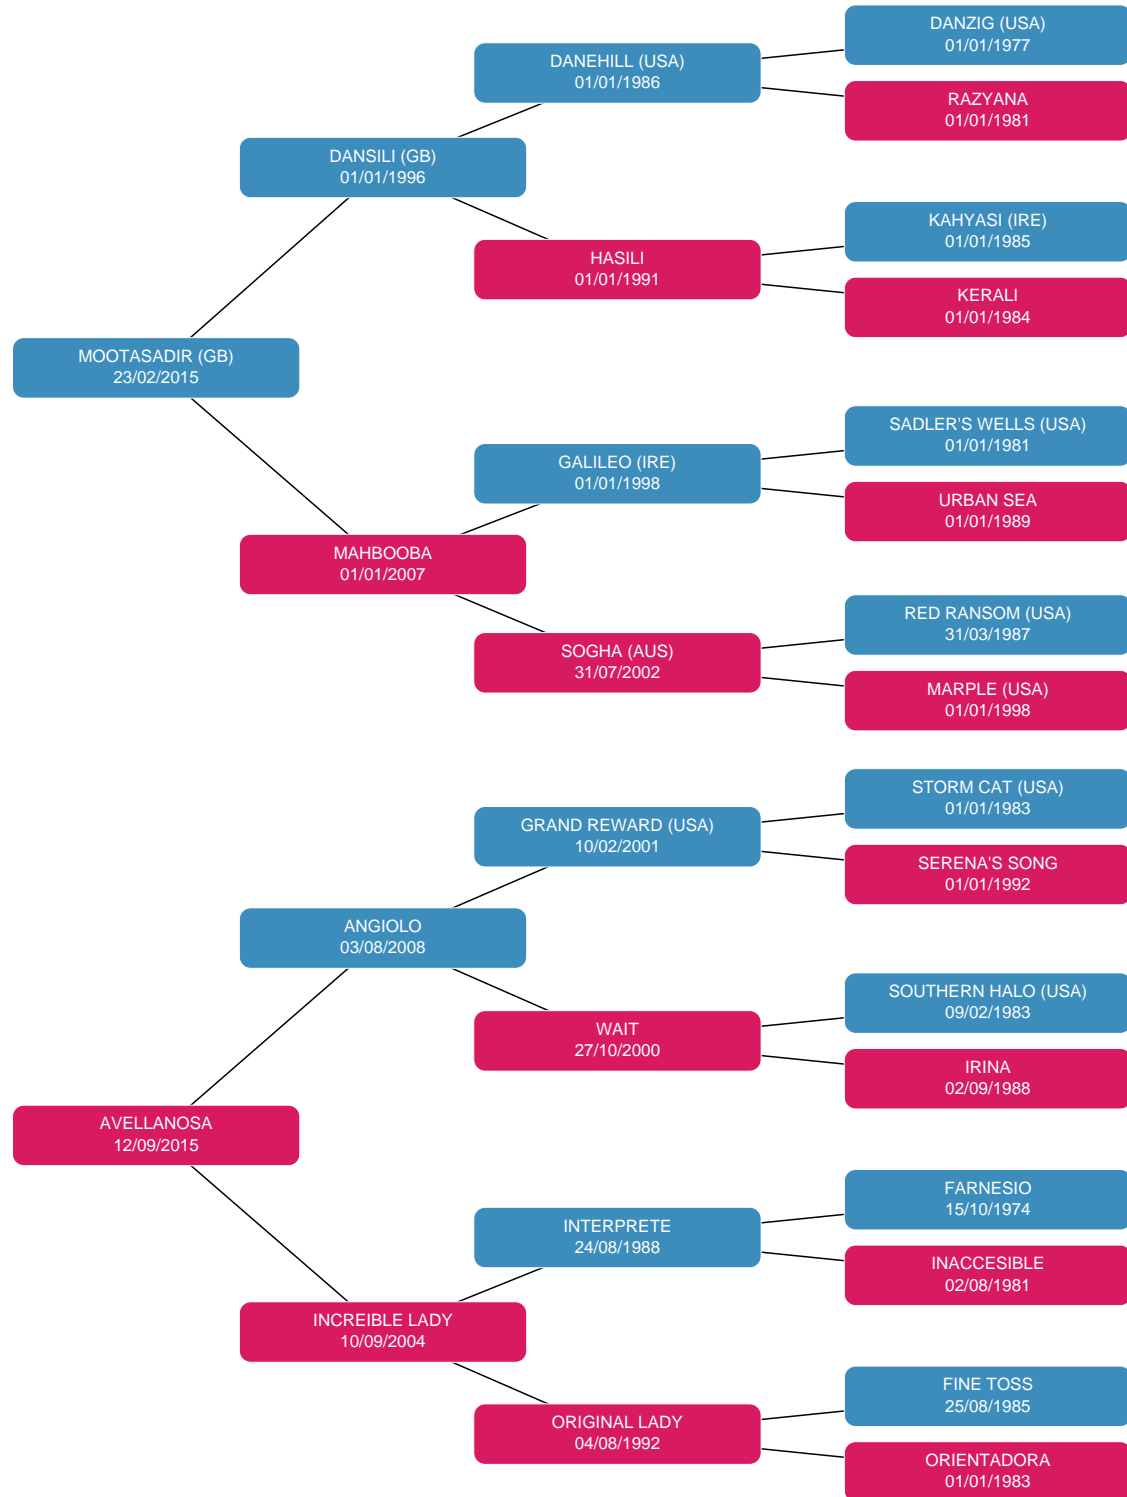 DANZIG (USA)
01/01/1977
DANEHILL (USA)
01/01/1986
RAZYANA
01/01/1981
DANSILI (GB)
01/01/1996
KAHYASI (IRE)
01/01/1985
HASILI
01/01/1991
KERALI
01/01/1984
MOOTASADIR (GB)
23/02/2015
SADLER'S WELLS (USA)
01/01/1981
GALILEO (IRE)
01/01/1998
URBAN SEA
01/01/1989
MAHBOOBA
01/01/2007
RED RANSOM (USA)
31/03/1987
SOGHA (AUS)
31/07/2002
MARPLE (USA)
01/01/1998
STORM CAT (USA)
01/01/1983
GRAND REWARD (USA)
10/02/2001
SERENA'S SONG
01/01/1992
ANGIOLO
03/08/2008
SOUTHERN HALO (USA)
09/02/1983
WAIT
27/10/2000
IRINA
02/09/1988
AVELLANOSA
12/09/2015
FARNESIO
15/10/1974
INTERPRETE
24/08/1988
INACCESIBLE
02/08/1981
INCREIBLE LADY
10/09/2004
FINE TOSS
25/08/1985
ORIGINAL LADY
04/08/1992
ORIENTADORA
01/01/1983